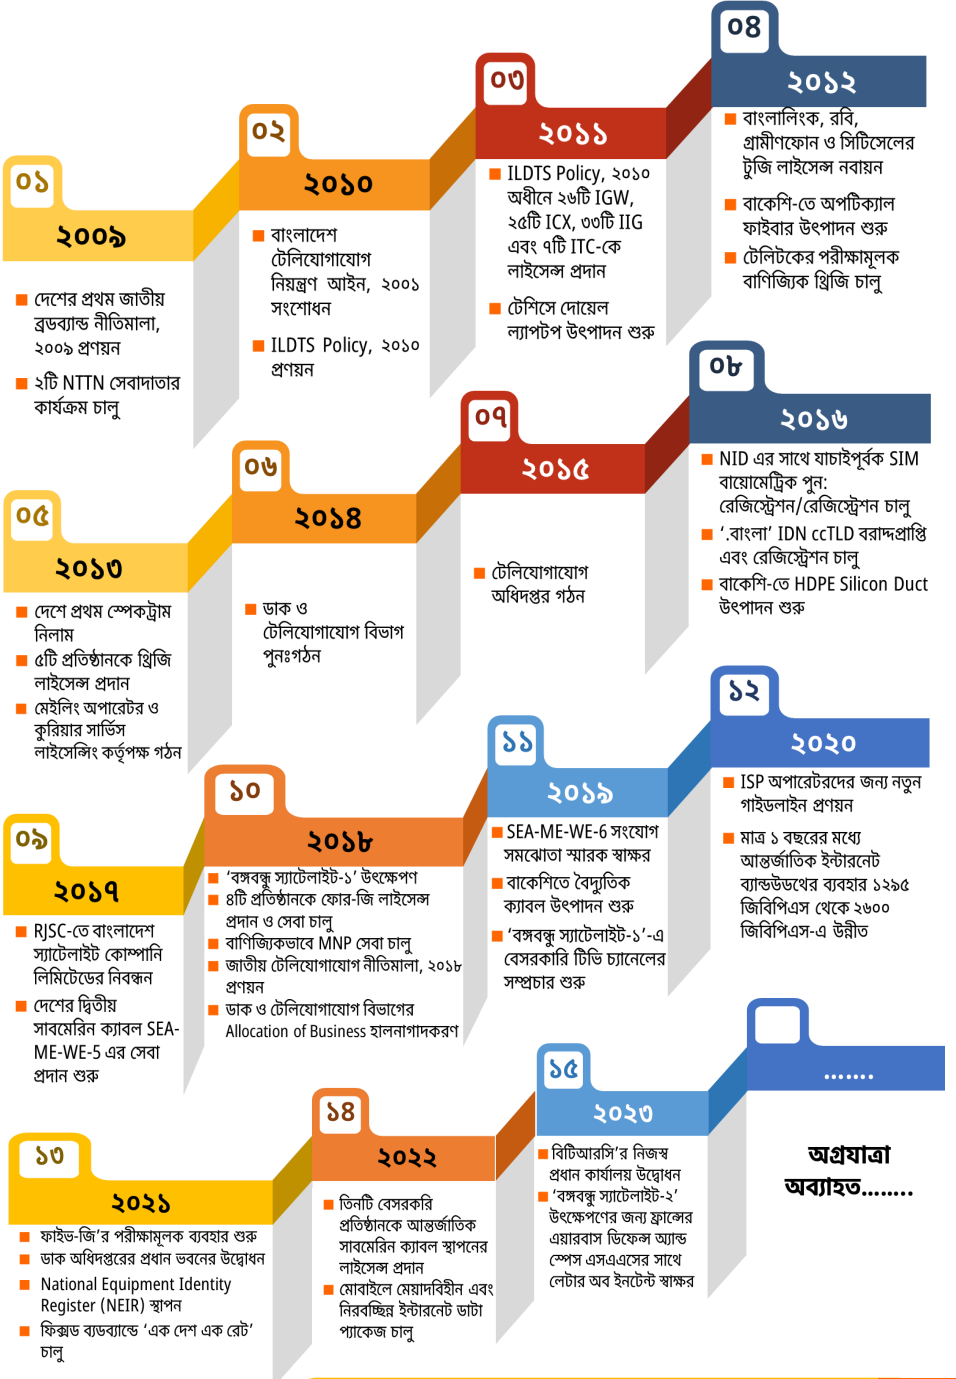 ০১
২০০৯
দেশের প্রথম জাতীয়
ব্রডব্যান্ড নীতিমালা,
২০০৯ প্রণয়ন
২টি NTTN সেবাদাতার
কার্যক্রম চালু
০২
২০১০
বাংলাদেশ
টেলিযোগাযোগ
নিয়ন্ত্রণ আইন, ২০০১
সংশোধন
ILDTS Policy, ২০১০
প্রণয়ন
০৩
২০১১
ILDTS Policy, ২০১০
অধীনে ২৬টি IGW,
২৫টি ICX, ৩৩টি IIG
এবং ৭টি ITC-কে
লাইসেন্স প্রদান
টেশিসে দোয়েল
ল্যাপটপ উৎপাদন শুরু
০৪
২০১২
বাংলালিংক, রবি,
গ্রামীণফোন ও সিটিসেলের
টুজি লাইসেন্স নবায়ন
বাকেশি-তে অপটিক্যাল
ফাইবার উৎপাদন শুরু
টেলিটকের পরীক্ষামূলক
বাণিজ্যিক থ্রিজি চালু
০৫
২০১৩
দেশে প্রথম স্পেকট্রাম
নিলাম
৫টি প্রতিষ্ঠানকে থ্রিজি
লাইসেন্স প্রদান
মেইলিং অপারেটর ও
কুরিয়ার সার্ভিস
লাইসেন্সিং কর্তৃপক্ষ গঠন
০৬
২০১৪
ডাক ও
টেলিযোগাযোগ বিভাগ
পুনঃগঠন
০৭
২০১৫
টেলিযোগাযোগ
অধিদপ্তর গঠন
০৮
২০১৬
NID এর সাথে যাচাইপূর্বক SIM
বায়োমেট্রিক পুন:
রেজিস্ট্রেশন/রেজিস্ট্রেশন চালু
‘.বাংলা’ IDN ccTLD বরাদ্দপ্রাপ্তি
এবং রেজিস্ট্রেশন চালু
বাকেশি-তে HDPE Silicon Duct
উৎপাদন শুরু
০৯
২০১৭
RJSC-তে বাংলাদেশ
স্যাটেলাইট কোম্পানি
লিমিটেডের নিবন্ধন
দেশের দ্বিতীয়
সাবমেরিন ক্যাবল SEA-
ME-WE-5 এর সেবা
প্রদান শুরু
১০
২০১৮
‘বঙ্গবন্ধু স্যাটেলাইট-১’ উৎক্ষেপণ
৪টি প্রতিষ্ঠানকে ফোর-জি লাইসেন্স
প্রদান ও সেবা চালু
বাণিজ্যিকভাবে MNP সেবা চালু
জাতীয় টেলিযোগাযোগ নীতিমালা, ২০১৮
প্রণয়ন
ডাক ও টেলিযোগাযোগ বিভাগের
Allocation of Business হালনাগাদকরণ
১১
২০১৯
SEA-ME-WE-6 সংযোগ
সমঝোতা স্মারক স্বাক্ষর
বাকেশিতে বৈদ্যুতিক
ক্যাবল উৎপাদন শুরু
‘বঙ্গবন্ধু স্যাটেলাইট-১’-এ
বেসরকারি টিভি চ্যানেলের
সম্প্রচার শুরু
১২
২০২০
ISP অপারেটরদের জন্য নতুন
গাইডলাইন প্রণয়ন
মাত্র ১ বছরের মধ্যে
আন্তর্জাতিক ইন্টারনেট
ব্যান্ডউডথের ব্যবহার ১২৯৫
জিবিপিএস থেকে ২৬০০
জিবিপিএস-এ উন্নীত
১৩
২০২১
ফাইভ-জি’র পরীক্ষামূলক ব্যবহার শুরু
ডাক অধিদপ্তরের প্রধান ভবনের উদ্বোধন
National Equipment Identity
Register (NEIR) স্থাপন
ফিক্সড ব্যডব্যান্ডে ‘এক দেশ এক রেট’
চালু
১৪
২০২২
তিনটি বেসরকরি
প্রতিষ্ঠানকে আন্তর্জাতিক
সাবমেরিন ক্যাবল স্থাপনের
লাইসেন্স প্রদান
মোবাইলে মেয়াদবিহীন এবং
নিরবচ্ছিন্ন ইন্টারনেট ডাটা
প্যাকেজ চালু
১৫
২০২৩
বিটিআরসি’র নিজস্ব
প্রধান কার্যালয় উদ্বোধন
‘বঙ্গবন্ধু স্যাটেলাইট-২’
উৎক্ষেপণের জন্য ফ্রান্সের
এয়ারবাস ডিফেন্স অ্যান্ড
স্পেস এসএএসের সাথে
লেটার অব ইনটেন্ট স্বাক্ষর
.......
অগ্রযাত্রা
অব্যাহত........